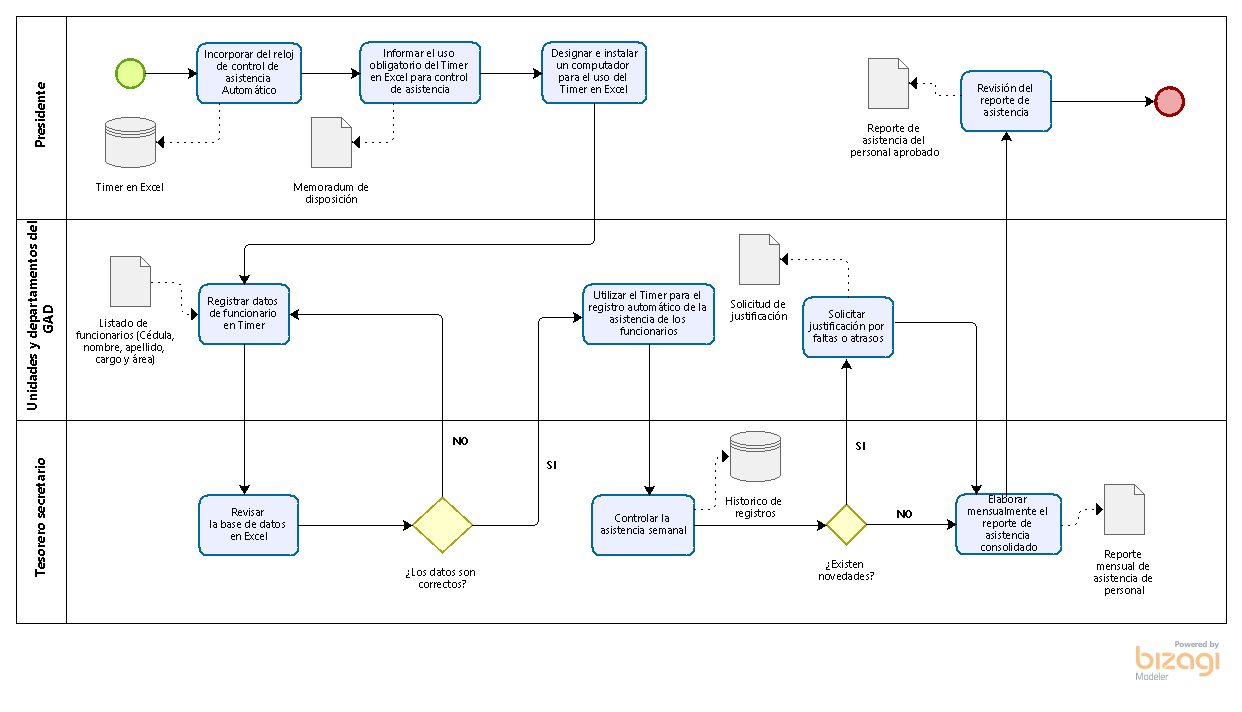 Presidente
Incorporar del reloj
de control de
asistencia
Automático
Informar el uso
obligatorio del Timer
en Excel para control
de asistencia
Designar e instalar
un computador
para el uso del
Timer en Excel
Timer en Excel
Memoradum de
disposición
Reporte de
asistencia del
personal aprobado
Revisión del
reporte de
asistencia
Unidades y departamentos del
GAD
Listado de
funcionarios (Cédula,
nombre, apellido,
cargo y área)
Registrar datos
de funcionario
en Timer
Utilizar el Timer para el
registro automático de la
asistencia de los
funcionarios
Solicitud de
justificación
Solicitar
justificación por
faltas o atrasos
Tesorero secretario
Revisar
la base de datos
en Excel
NO
¿Los datos son
correctos?
SI
Controlar la
asistencia semanal
Historico de
registros
SI
¿Existen
novedades?
NO
Elaborar
mensualmente el
reporte de
asistencia
consolidado
Reporte
mensual de
asistencia de
personal
Powered by
bizagi
Modeler